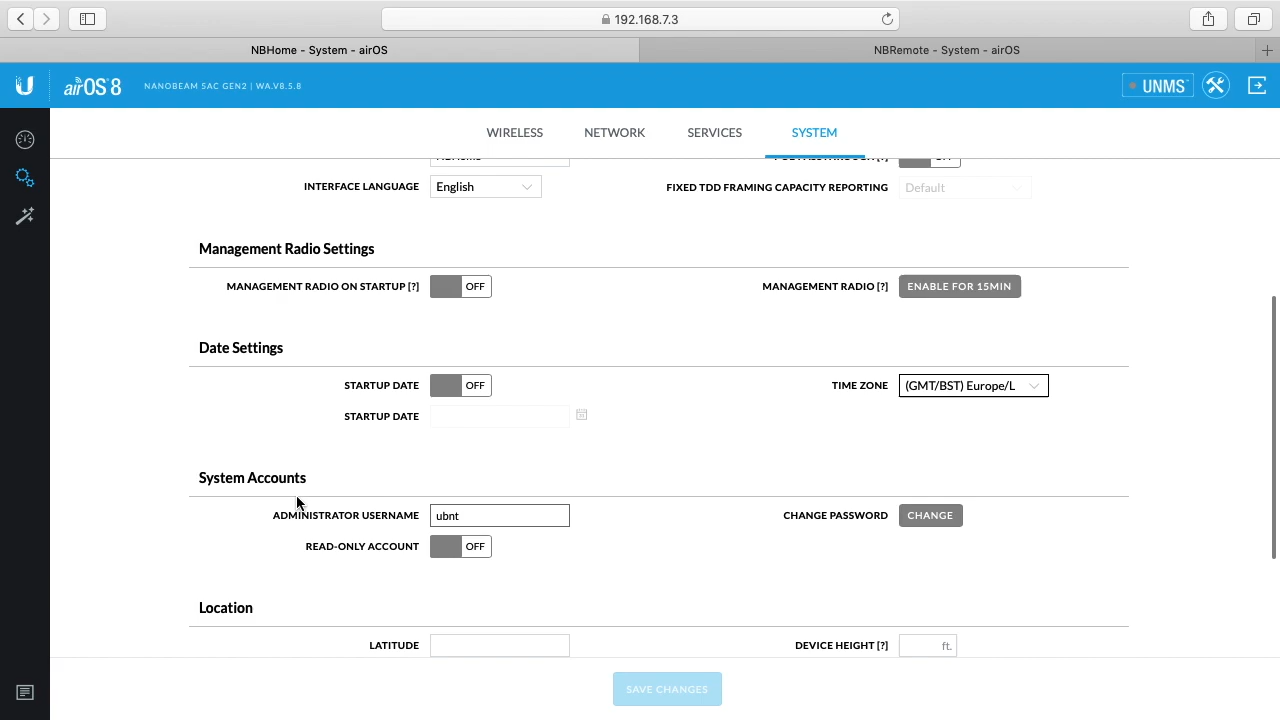 192.168.7.3
NBHome - System - airOS
NBRemote - System - airOS
airOS 8 NANOBEAM 5AC GEN2 | WA.V8.5.8 UNMS
WIRELESS NETWORK SERVICES SYSTEM
INTERFACE LANGUAGE English FIXED TDD FRAMING CAPACITY REPORTING Default
Management Radio Settings
MANAGEMENT RADIO ON STARTUP [?] OFF MANAGEMENT RADIO [?] ENABLE FOR 15MIN
Date Settings
STARTUP DATE OFF TIME ZONE (GMT/BST) Europe/L
STARTUP DATE
System Accounts
ADMINISTRATOR USERNAME ubnt CHANGE PASSWORD CHANGE
READ-ONLY ACCOUNT OFF
Location
LATITUDE DEVICE HEIGHT [?] ft.
SAVE CHANGES